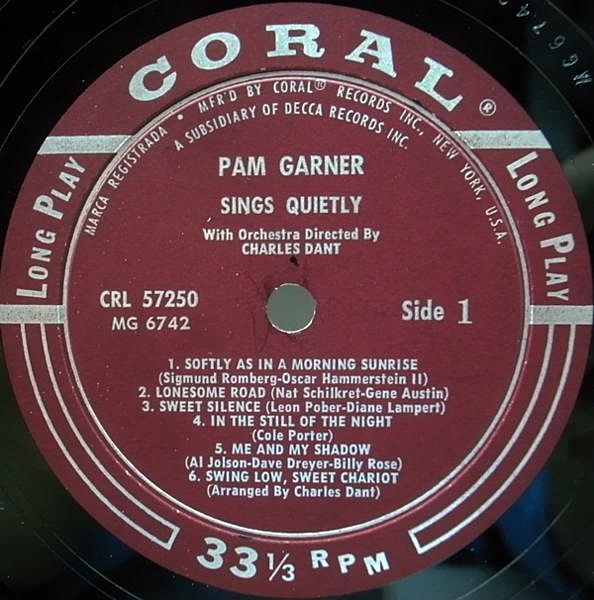 CORAL®
MARCA REGISTRADA • MFR'D BY CORAL® RECORDS INC., NEW YORK, U.S.A.
A SUBSIDIARY OF DECCA RECORDS INC.
LONG PLAY
LONG PLAY
PAM GARNER
SINGS QUIETLY
With Orchestra Directed By
CHARLES DANT
CRL 57250
MG 6742
Side 1
1. SOFTLY AS IN A MORNING SUNRISE
(Sigmund Romberg-Oscar Hammerstein II)
2. LONESOME ROAD (Nat Schilkret-Gene Austin)
3. SWEET SILENCE (Leon Pober-Diane Lampert)
4. IN THE STILL OF THE NIGHT
(Cole Porter)
5. ME AND MY SHADOW
(Al Jolson-Dave Dreyer-Billy Rose)
6. SWING LOW, SWEET CHARIOT
(Arranged By Charles Dant)
33 1/3 RPM